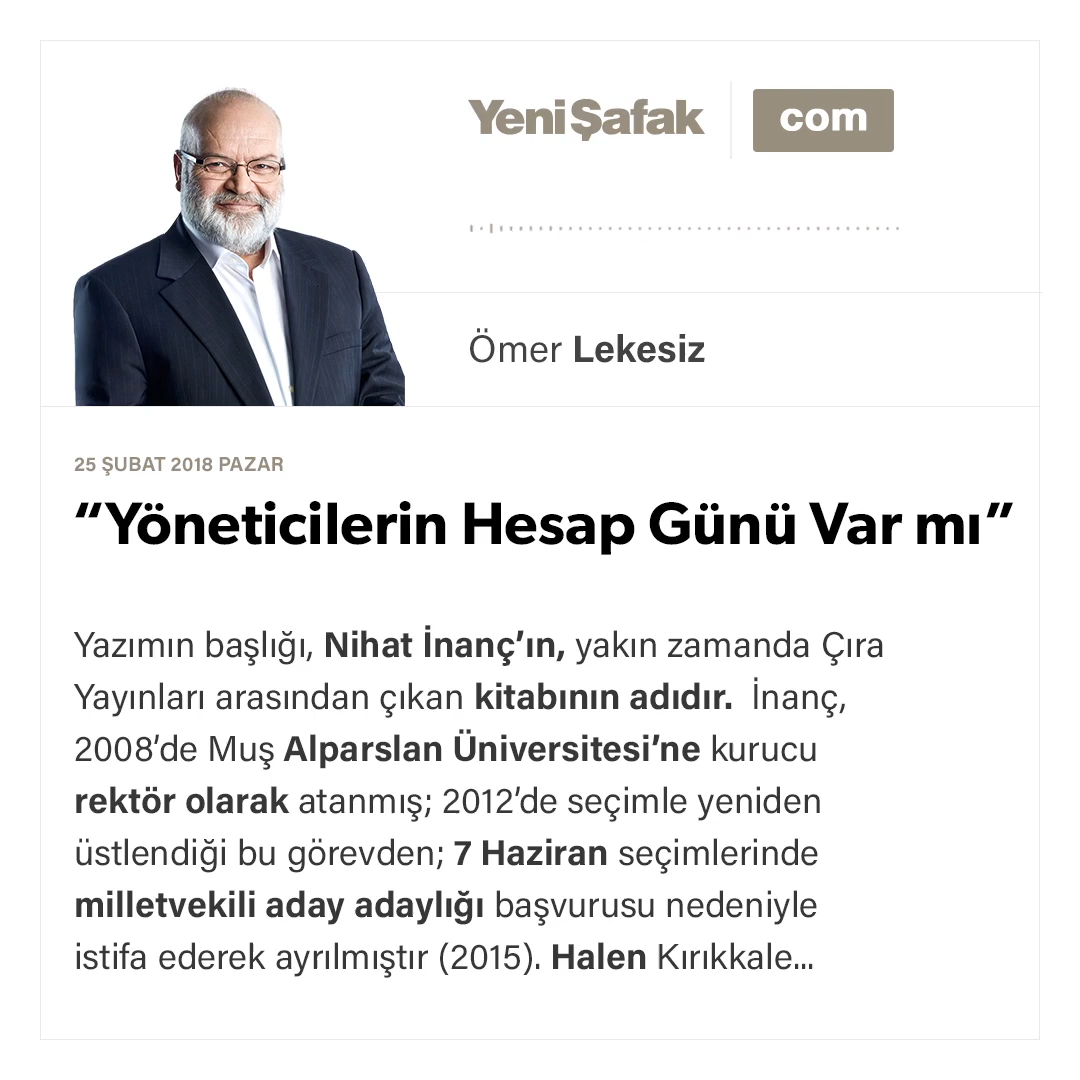 YeniŞafak com
Ömer Lekesiz
25 ŞUBAT 2018 PAZAR
“Yöneticilerin Hesap Günü Var mı”
Yazımın başlığı, Nihat İnanç’ın, yakın zamanda Çıra
Yayınları arasından çıkan kitabının adıdır. İnanç,
2008’de Muş Alparslan Üniversitesi’ne kurucu
rektör olarak atanmış; 2012’de seçimle yeniden
üstlendiği bu görevden; 7 Haziran seçimlerinde
milletvekili aday adaylığı başvurusu nedeniyle
istifa ederek ayrılmıştır (2015). Halen Kırıkkale...